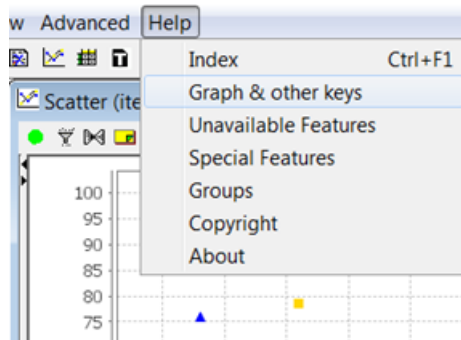 w Advanced Help
Index Ctrl+F1
Graph & other keys
Unavailable Features
Special Features
Groups
Copyright
About
T
Scatter (ite
100
95
90
85
80
75